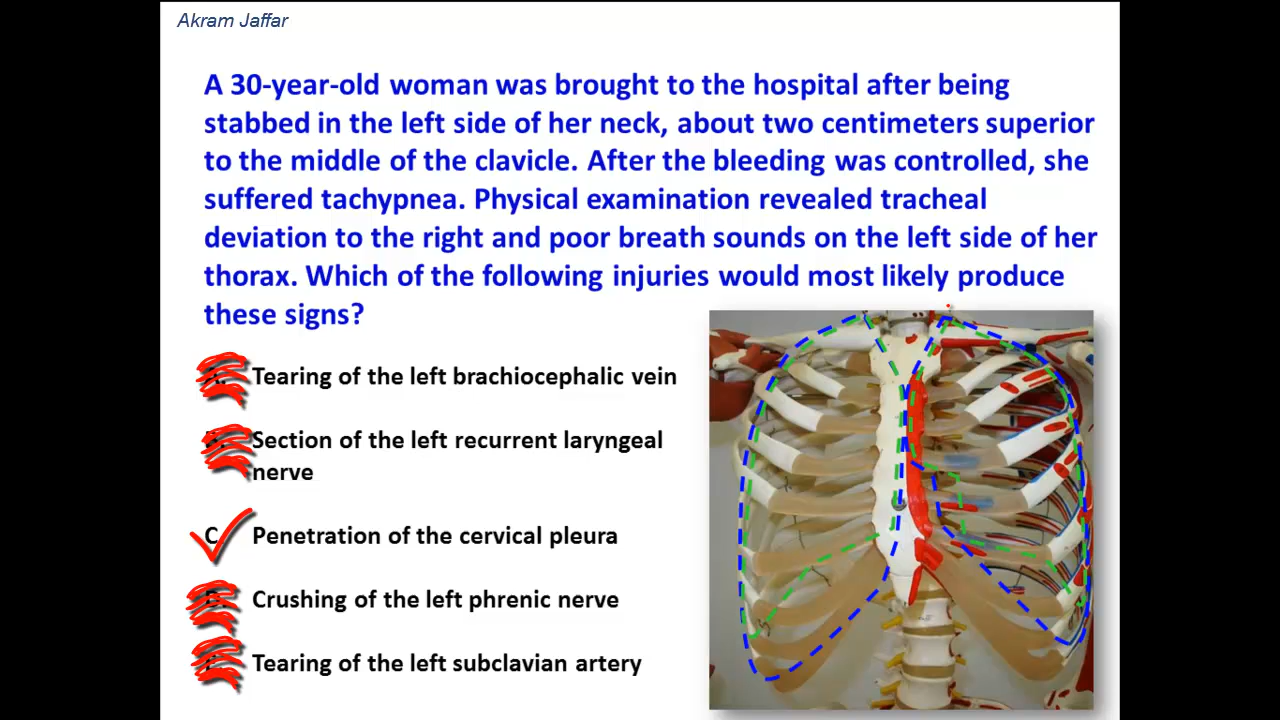 Akram Jaffar
A 30-year-old woman was brought to the hospital after being
stabbed in the left side of her neck, about two centimeters superior
to the middle of the clavicle. After the bleeding was controlled, she
suffered tachypnea. Physical examination revealed tracheal
deviation to the right and poor breath sounds on the left side of her
thorax. Which of the following injuries would most likely produce
these signs?
Tearing of the left brachiocephalic vein
Section of the left recurrent laryngeal
nerve
C. Penetration of the cervical pleura
Crushing of the left phrenic nerve
Tearing of the left subclavian artery